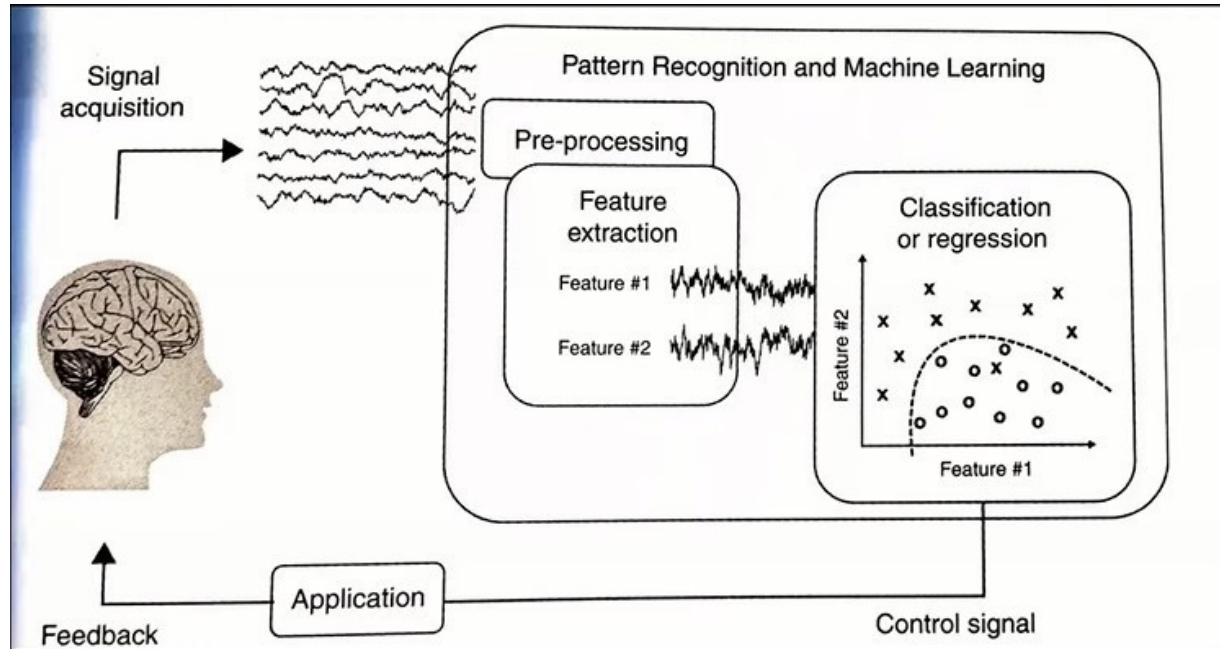 Signal
acquisition
Pattern Recognition and Machine Learning
Pre-processing
Feature
extraction
Feature #1
Feature #2
Classification
or regression
Feature #2
Feature #1
Application
Feedback
Control signal